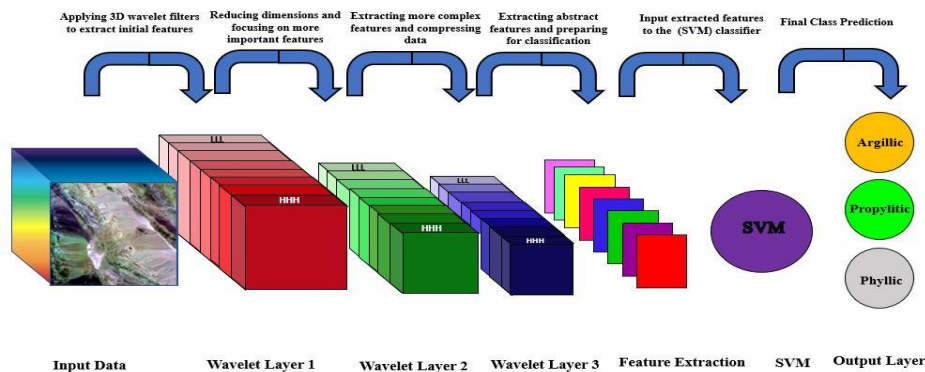 Applying 3D wavelet filters
to extract initial features
Reducing dimensions and
focusing on more
important features
Extracting more complex
features and compressing
data
Extracting abstract
features and preparing
for classification
Input extracted features
to the (SVM) classifier
Final Class Prediction
LLL
HHH
LLL
HHH
LLL
HHH
SVM
Argillic
Propylitic
Phyllic
Input Data
Wavelet Layer 1
Wavelet Layer 2
Wavelet Layer 3
Feature Extraction
SVM
Output Layer